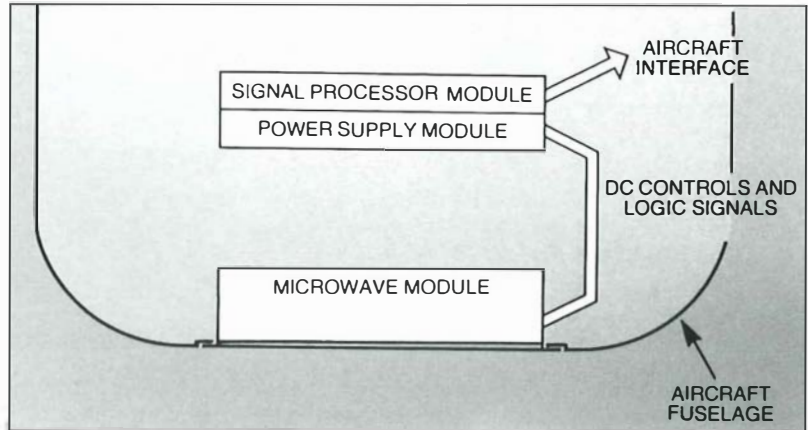 AIRCRAFT
INTERFACE
SIGNAL PROCESSOR MODULE
POWER SUPPLY MODULE
DC CONTROLS AND
LOGIC SIGNALS
MICROWAVE MODULE
AIRCRAFT
FUSELAGE